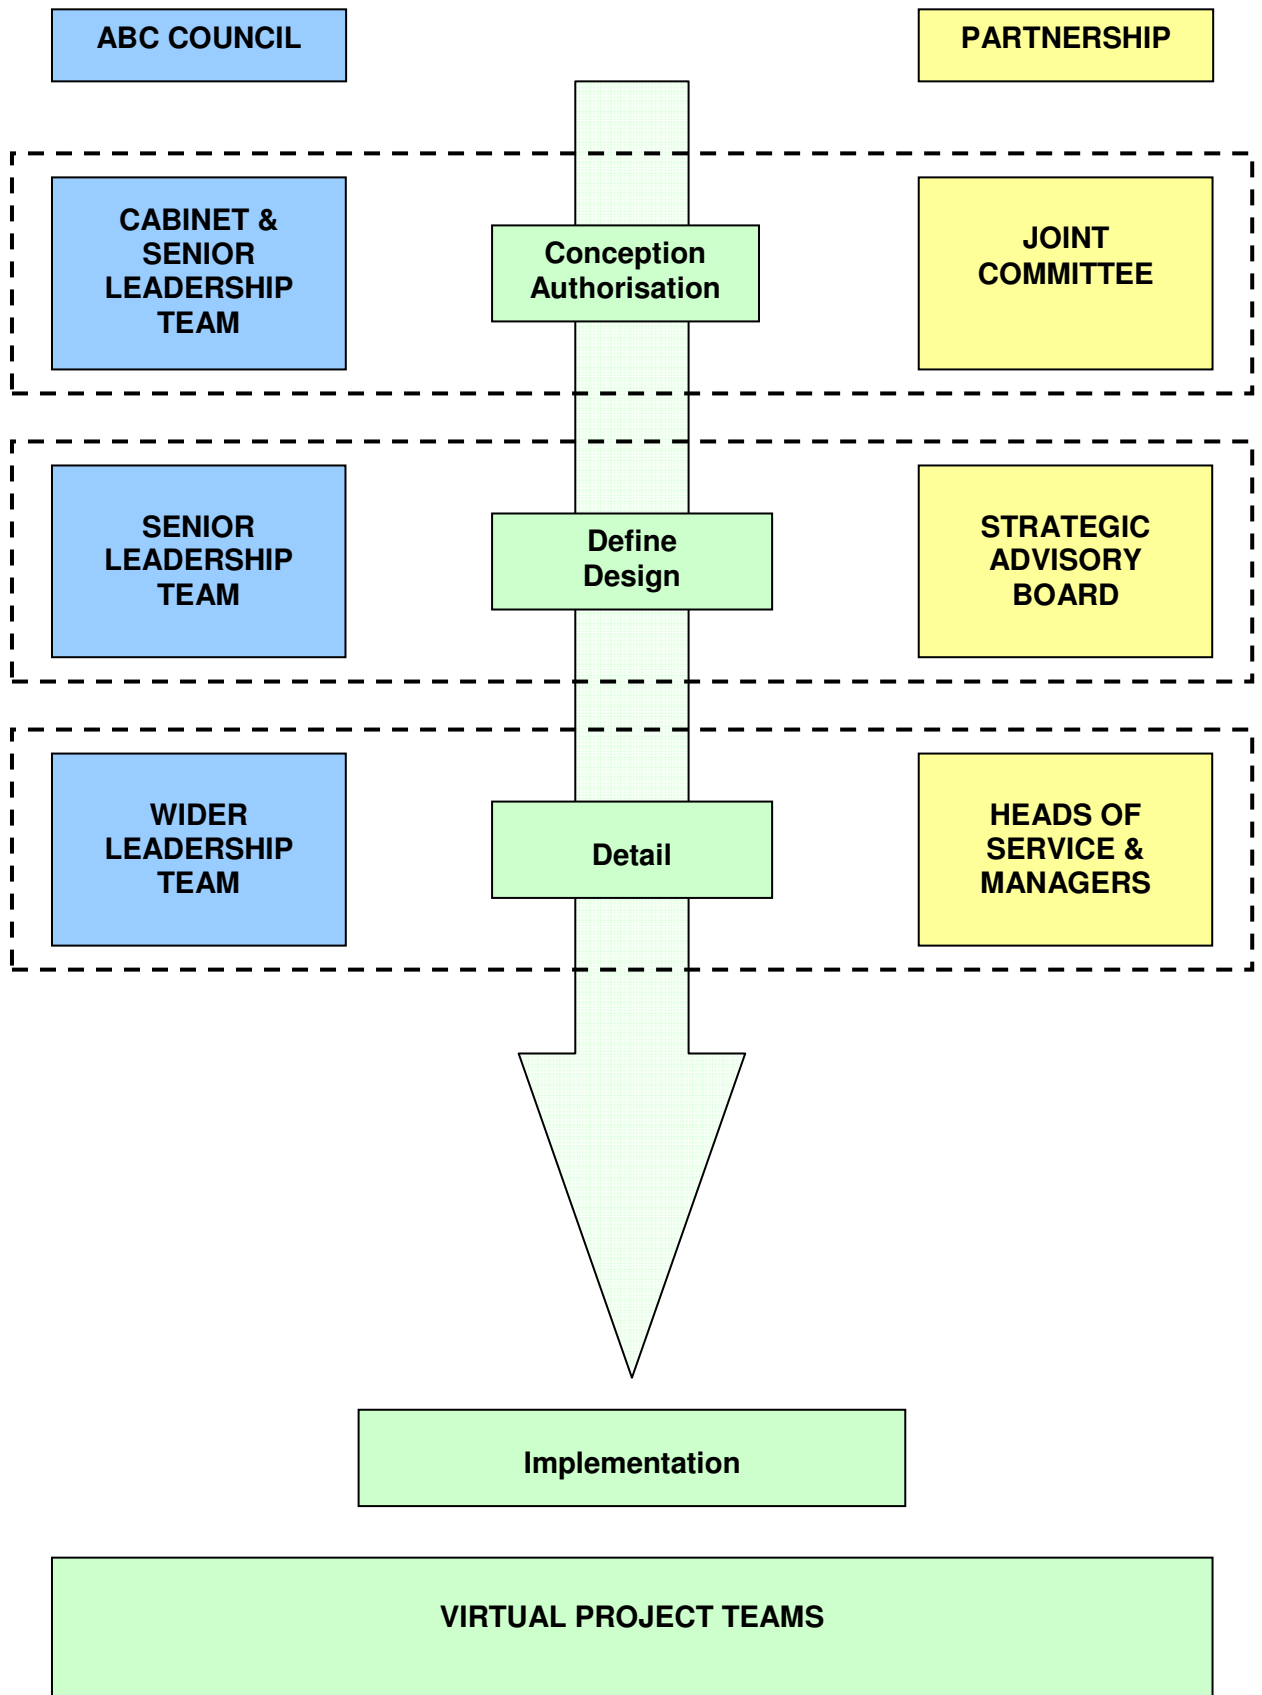 ABC COUNCIL
PARTNERSHIP
CABINET &
SENIOR
LEADERSHIP
TEAM
Conception
Authorisation
JOINT
COMMITTEE
SENIOR
LEADERSHIP
TEAM
Define
Design
STRATEGIC
ADVISORY
BOARD
WIDER
LEADERSHIP
TEAM
Detail
HEADS OF
SERVICE &
MANAGERS
Implementation
VIRTUAL PROJECT TEAMS